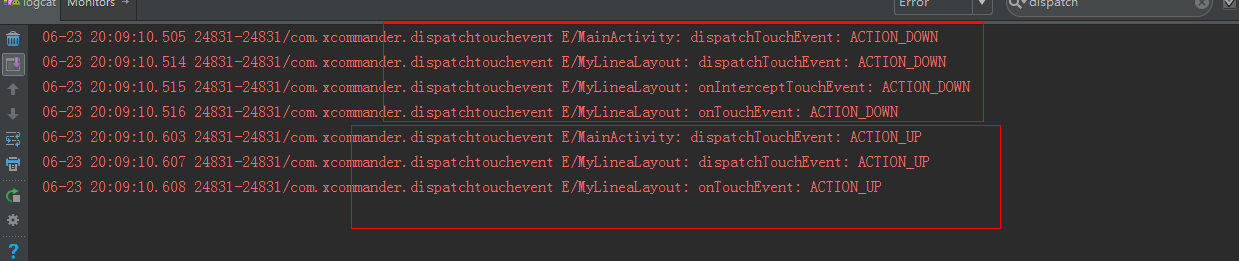 logcat Monitors →
Error
dispatch
06-23 20:09:10.505 24831-24831/com.xcommander.dispatchtouchevent E/MainActivity: dispatchTouchEvent: ACTION_DOWN
06-23 20:09:10.514 24831-24831/com.xcommander.dispatchtouchevent E/MyLineaLayout: dispatchTouchEvent: ACTION_DOWN
06-23 20:09:10.515 24831-24831/com.xcommander.dispatchtouchevent E/MyLineaLayout: onInterceptTouchEvent: ACTION_DOWN
06-23 20:09:10.516 24831-24831/com.xcommander.dispatchtouchevent E/MyLineaLayout: onTouchEvent: ACTION_DOWN
06-23 20:09:10.603 24831-24831/com.xcommander.dispatchtouchevent E/MainActivity: dispatchTouchEvent: ACTION_UP
06-23 20:09:10.607 24831-24831/com.xcommander.dispatchtouchevent E/MyLineaLayout: dispatchTouchEvent: ACTION_UP
06-23 20:09:10.608 24831-24831/com.xcommander.dispatchtouchevent E/MyLineaLayout: onTouchEvent: ACTION_UP